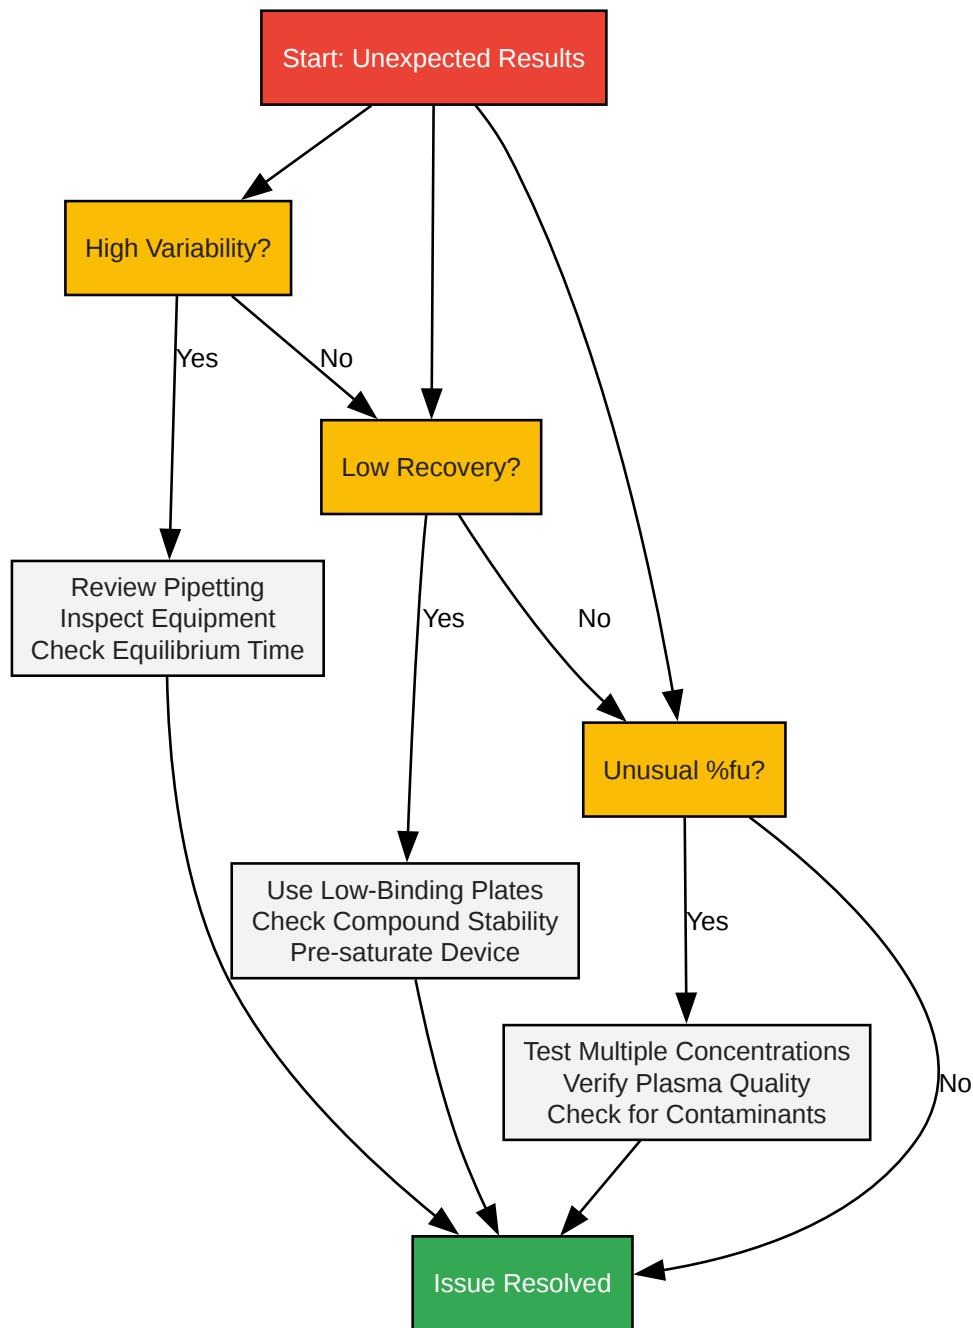 Start: Unexpected Results
High Variability?
Yes
No
Low Recovery?
Review Pipetting
Inspect Equipment
Check Equilibrium Time
Yes
No
Unusual %fu?
Use Low-Binding Plates
Check Compound Stability
Pre-saturate Device
Yes
Test Multiple Concentrations
Verify Plasma Quality
Check for Contaminants
No
Issue Resolved